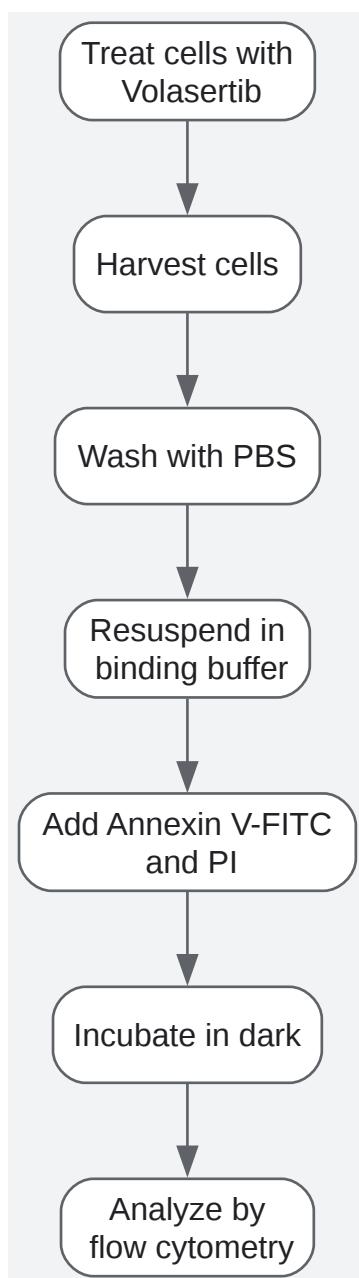 Treat cells with
Volasertib
Harvest cells
Wash with PBS
Resuspend in
binding buffer
Add Annexin V-FITC
and PI
Incubate in dark
Analyze by
flow cytometry